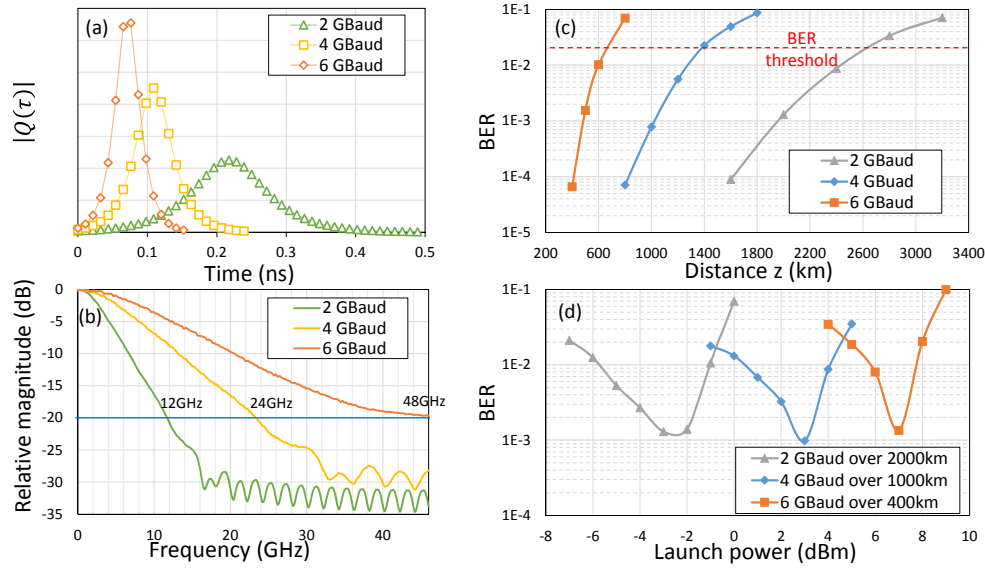 (a)
2 GBaud
4 GBaud
6 GBaud
|Q(τ)|
0 0.1 0.2 0.3 0.4 0.5
Time (ns)
(c)
1E-1
1E-2
1E-3
1E-4
1E-5
BER
BER
threshold
2 GBaud
4 GBuad
6 GBaud
200 600 1000 1400 1800 2200 2600 3000 3400
Distance z (km)
(b)
0
-5
-10
-15
-20
-25
-30
-35
Relative magnitude (dB)
2 GBaud
4 GBaud
6 GBaud
12GHz 24GHz 48GHz
0 10 20 30 40
Frequency (GHz)
(d)
1E-1
1E-2
1E-3
1E-4
BER
2 GBaud over 2000km
4 GBaud over 1000km
6 GBaud over 400km
-8 -6 -4 -2 0 2 4 6 8 10
Launch power (dBm)